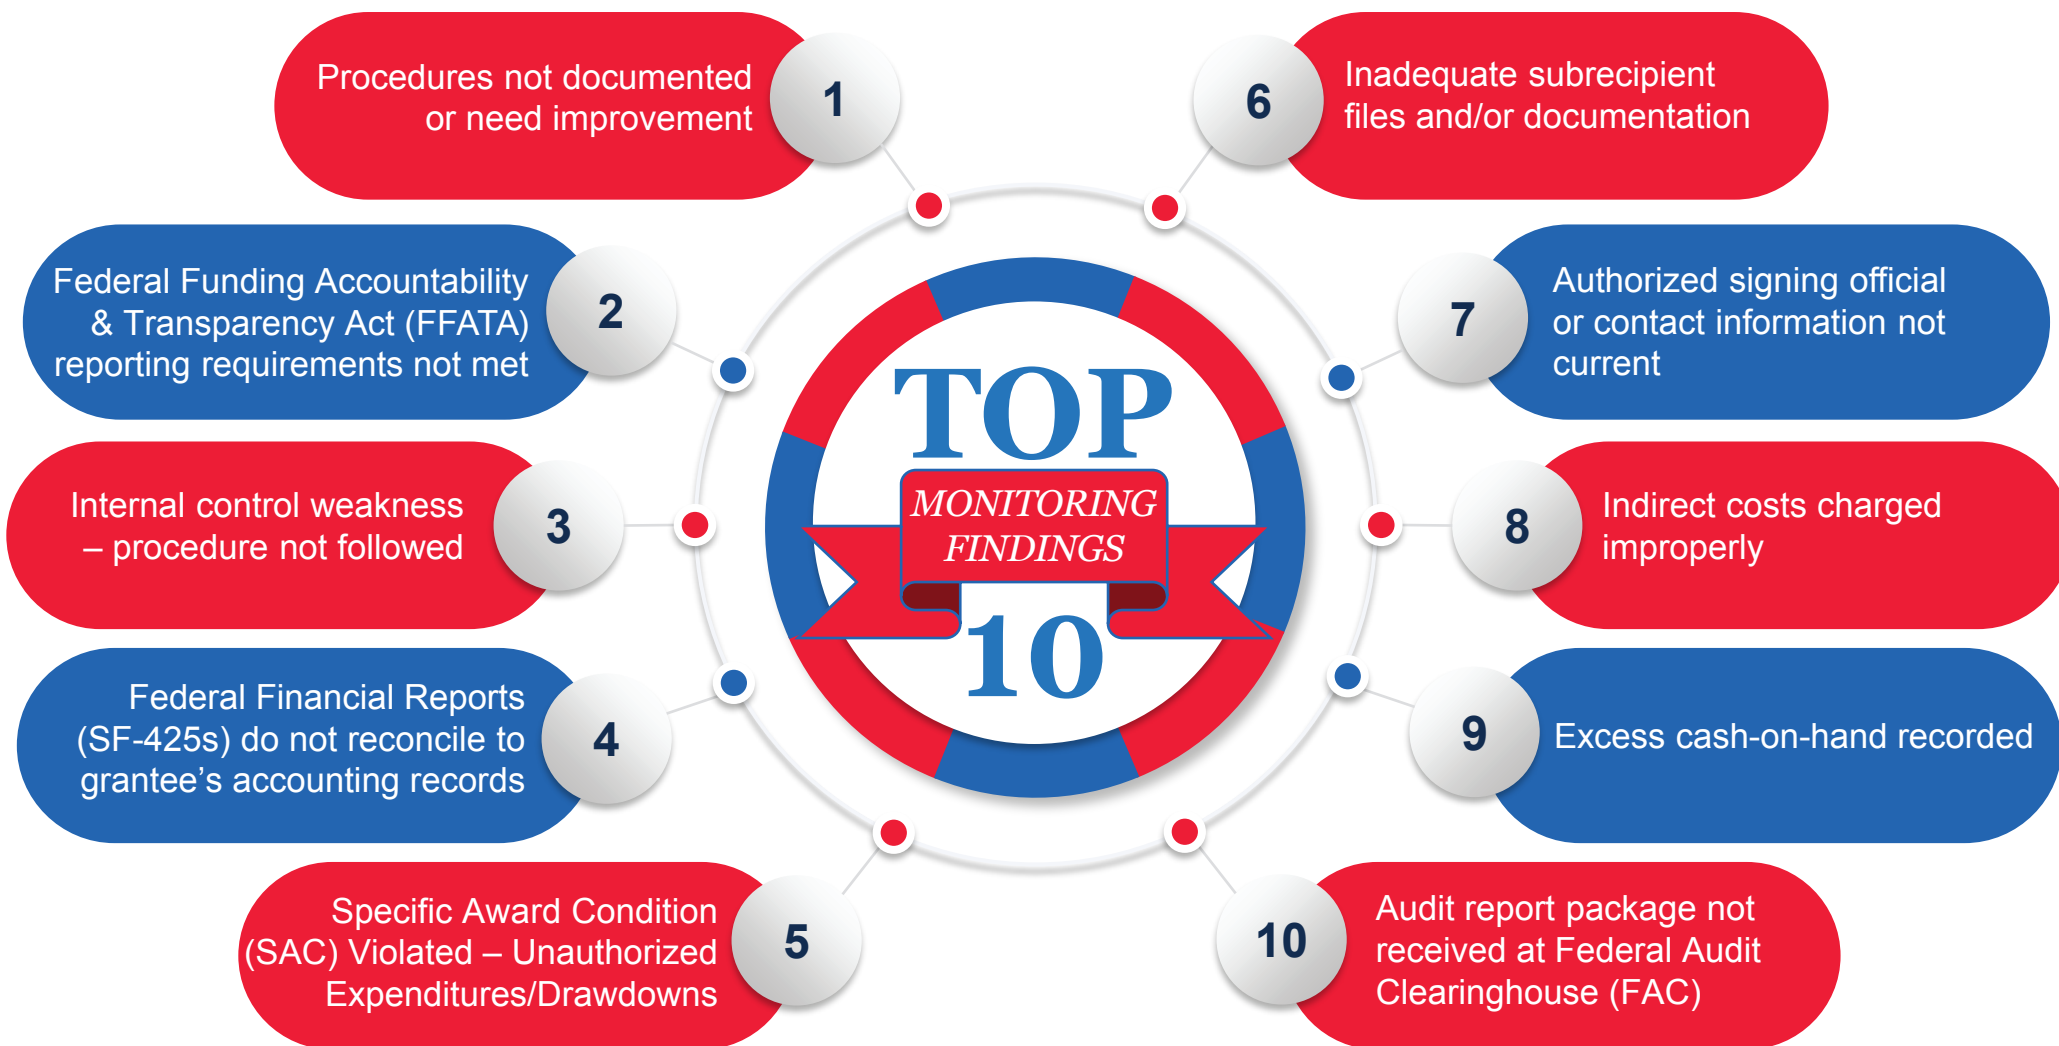 TOP
MONITORING
FINDINGS
10
1
Procedures not documented
or need improvement
2
Federal Funding Accountability
& Transparency Act (FFATA)
reporting requirements not met
3
Internal control weakness
– procedure not followed
4
Federal Financial Reports
(SF-425s) do not reconcile to
grantee’s accounting records
5
Specific Award Condition
(SAC) Violated – Unauthorized
Expenditures/Drawdowns
6
Inadequate subrecipient
files and/or documentation
7
Authorized signing official
or contact information not
current
8
Indirect costs charged
improperly
9
Excess cash-on-hand recorded
10
Audit report package not
received at Federal Audit
Clearinghouse (FAC)